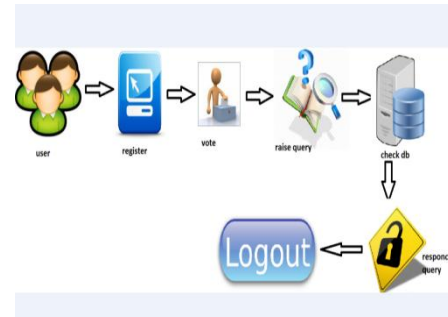 user
register
vote
raise query
check db
respond
query
Logout